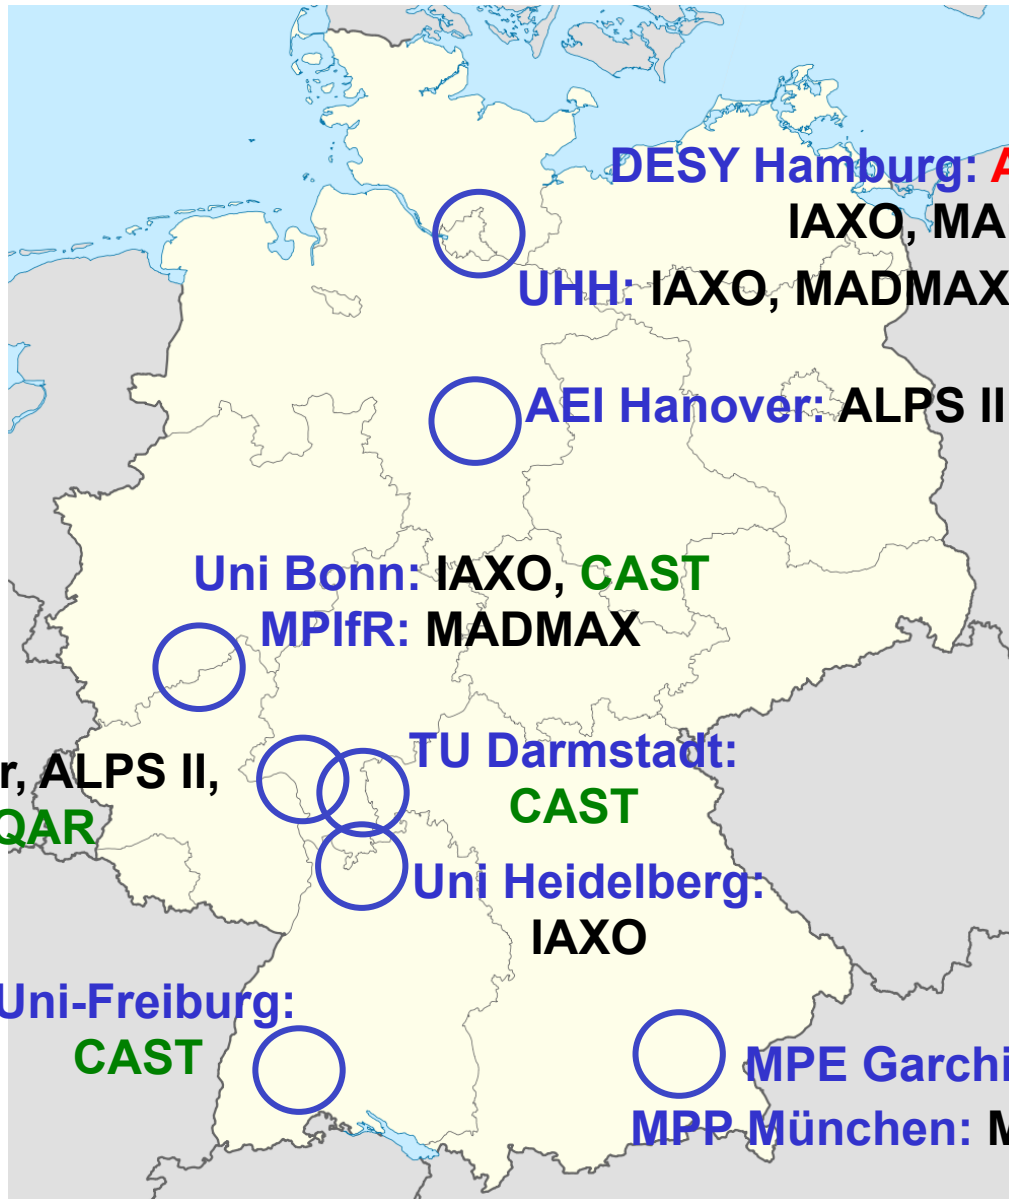 DESY Hamburg: A
IAXO, MA
UHH: IAXO, MADMAX
AEI Hanover: ALPS II
Uni Bonn: IAXO, CAST
MPIfR: MADMAX
TU Darmstadt:
CAST
r, ALPS II,
QAR
Uni Heidelberg:
IAXO
Uni-Freiburg:
CAST
MPE Garchi
MPP München: M